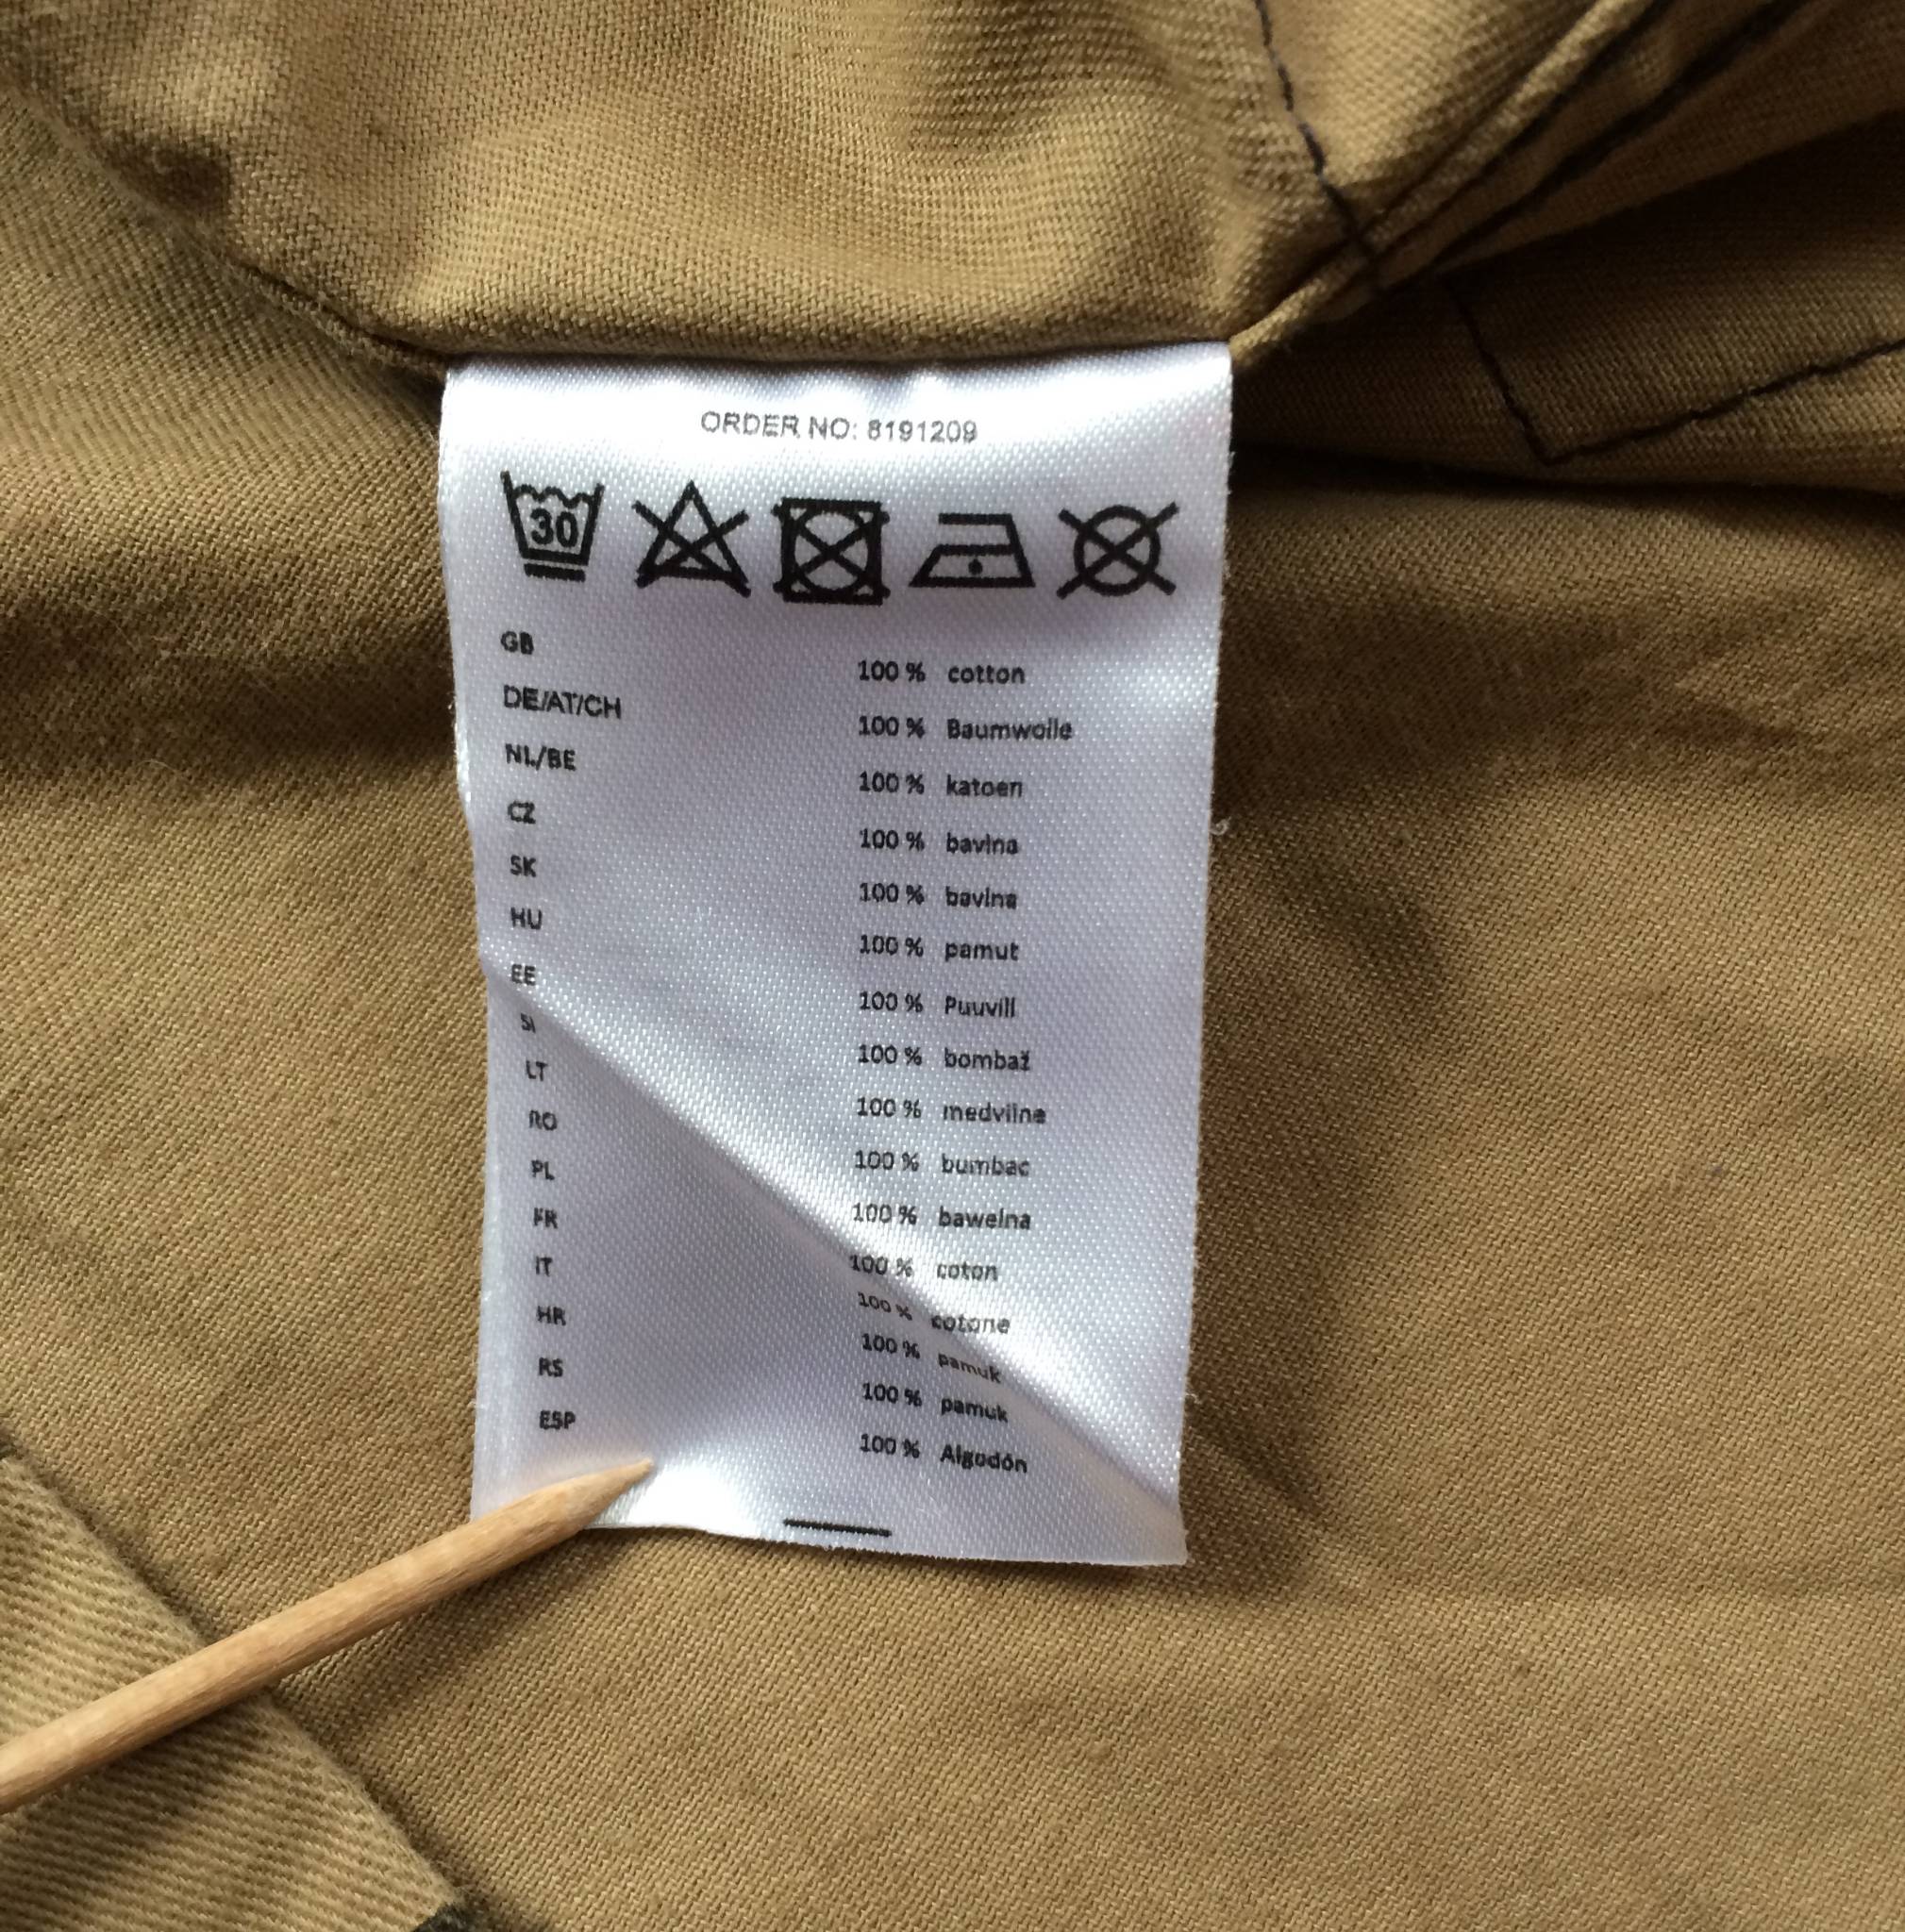 ORDER NO: 8191209
30
GB 100 % cotton
DE/AT/CH 100 % Baumwolle
NL/BE 100 % katoen
CZ 100 % bavlna
SK 100 % bavlna
HU 100 % pamut
EE 100 % Puuvill
SI 100 % bombaž
LT 100 % medvilne
RO 100 % bumbac
PL 100 % bawelna
FR 100 % coton
IT 100 % cotone
HR 100 % pamuk
RS 100 % pamuk
ESP 100 % Algodón